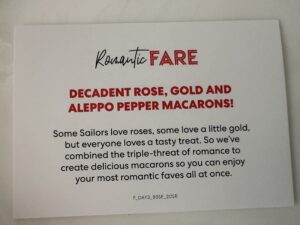 Romantic FARE
DECADENT ROSE, GOLD AND
ALEPPO PEPPER MACARONS!
Some Sailors love roses, some love a little gold,
but everyone loves a tasty treat. So we've
combined the triple-threat of romance to
create delicious macarons so you can enjoy
your most romantic faves all at once.